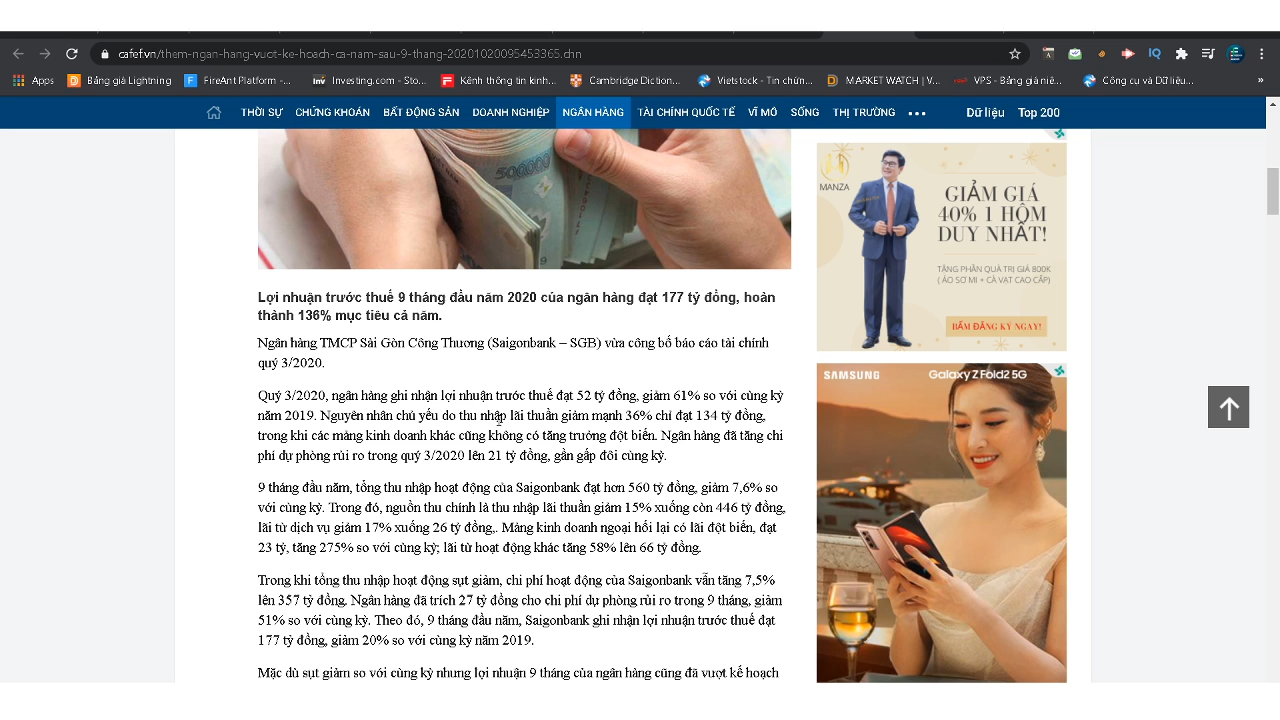 cafef.vn/them-ngan-hang-vuot-ke-hoach-ca-nam-sau-9-thang-20201020095453365.chn
Apps Bảng giá Lightning FireAnt Platform -... Investing.com - Sto... Kênh thông tin kinh... Cambridge Diction... Vietstock - Tin chứn... MARKET WATCH | V... VPS - Bảng giá niê... Công cụ và Dữ liệu... »
THỜI SỰ CHỨNG KHOÁN BẤT ĐỘNG SẢN DOANH NGHIỆP NGÂN HÀNG TÀI CHÍNH QUỐC TẾ VĨ MÔ SỐNG THỊ TRƯỜNG ••• Dữ liệu Top 200
500000
Lợi nhuận trước thuế 9 tháng đầu năm 2020 của ngân hàng đạt 177 tỷ đồng, hoàn
thành 136% mục tiêu cả năm.
Ngân hàng TMCP Sài Gòn Công Thương (Saigonbank – SGB) vừa công bố báo cáo tài chính
quý 3/2020.
Quý 3/2020, ngân hàng ghi nhận lợi nhuận trước thuế đạt 52 tỷ đồng, giảm 61% so với cùng kỳ
năm 2019. Nguyên nhân chủ yếu do thu nhập lãi thuần giảm mạnh 36% chỉ đạt 134 tỷ đồng,
trong khi các mảng kinh doanh khác cũng không có tăng trưởng đột biến. Ngân hàng đã tăng chi
phí dự phòng rủi ro trong quý 3/2020 lên 21 tỷ đồng, gần gấp đôi cùng kỳ.
9 tháng đầu năm, tổng thu nhập hoạt động của Saigonbank đạt hơn 560 tỷ đồng, giảm 7,6% so
với cùng kỳ. Trong đó, nguồn thu chính là thu nhập lãi thuần giảm 15% xuống còn 446 tỷ đồng,
lãi từ dịch vụ giảm 17% xuống 26 tỷ đồng,. Mảng kinh doanh ngoại hối lại có lãi đột biến, đạt
23 tỷ, tăng 275% so với cùng kỳ; lãi từ hoạt động khác tăng 58% lên 66 tỷ đồng.
Trong khi tổng thu nhập hoạt động sụt giảm, chi phí hoạt động của Saigonbank vẫn tăng 7,5%
lên 357 tỷ đồng. Ngân hàng đã trích 27 tỷ đồng cho chi phí dự phòng rủi ro trong 9 tháng, giảm
51% so với cùng kỳ. Theo đó, 9 tháng đầu năm, Saigonbank ghi nhận lợi nhuận trước thuế đạt
177 tỷ đồng, giảm 20% so với cùng kỳ năm 2019.
Mặc dù sụt giảm so với cùng kỳ nhưng lợi nhuận 9 tháng của ngân hàng cũng đã vượt kế hoạch
MANZA
GIẢM GIÁ
40% 1 HÔM
DUY NHẤT!
TẶNG PHẦN QUÀ TRỊ GIÁ 800K
( ÁO SƠ MI + CÀ VẠT CAO CẤP)
BẤM ĐĂNG KÝ NGAY!
SAMSUNG Galaxy Z Fold2 5G